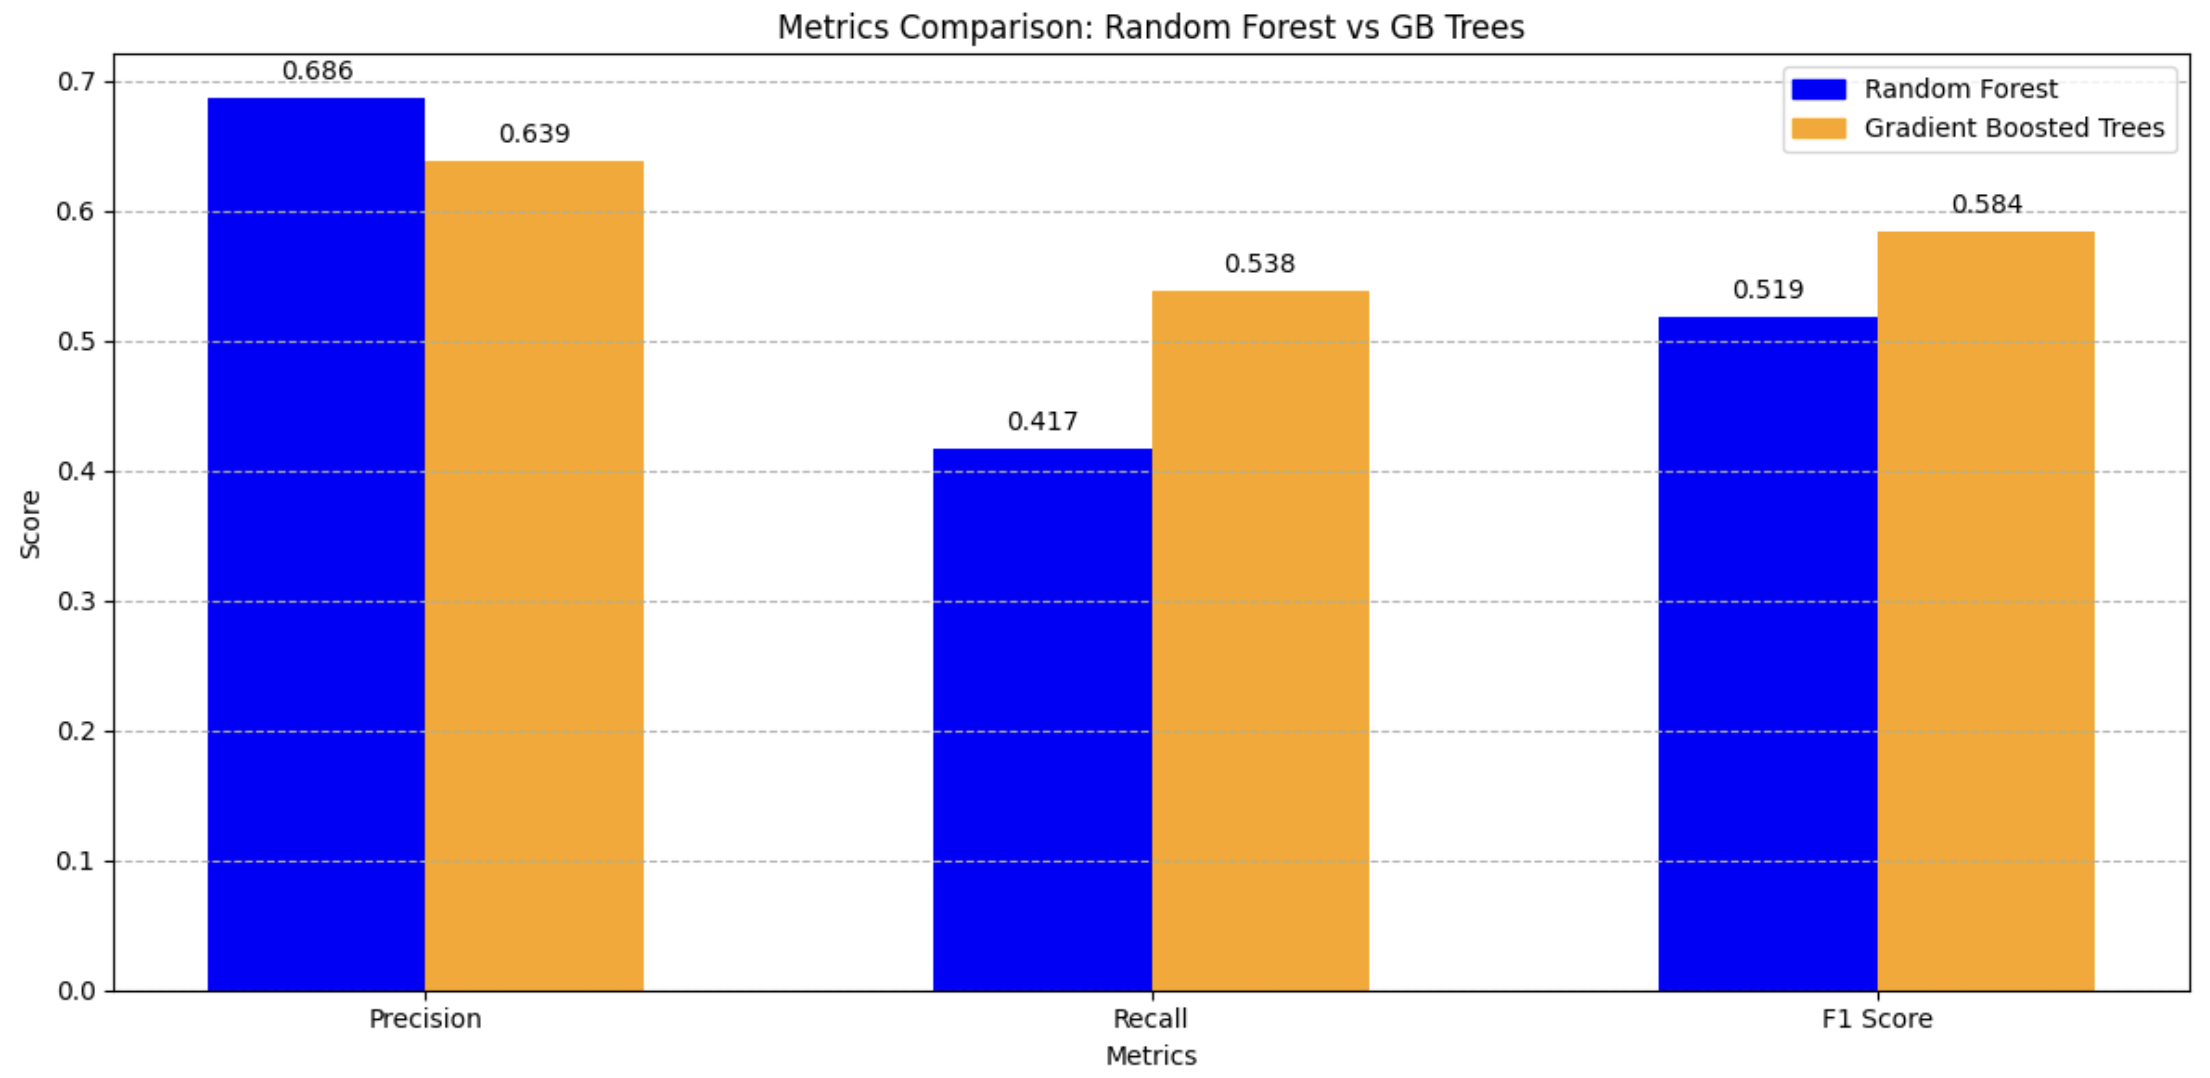 Metrics Comparison: Random Forest vs GB Trees
Random Forest
Gradient Boosted Trees
0.686
0.639
0.417
0.538
0.519
0.584
Score
0.7
0.6
0.5
0.4
0.3
0.2
0.1
0.0
Precision
Recall
F1 Score
Metrics